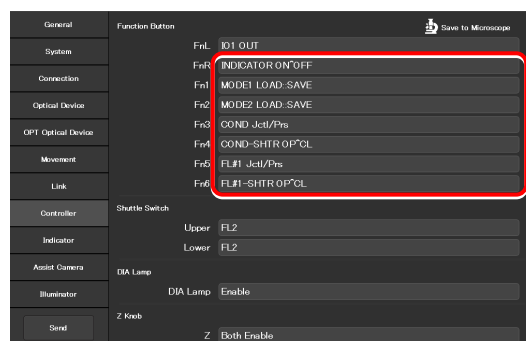 General
System
Connection
Optical Device
OPT Optical Device
Movement
Link
Controller
Indicator
Assist Camera
Illuminator
Send
Function Button
Save to Microscope
FnL IO1 OUT
FnR INDICATOR ON^OFF
Fn1 MODE1 LOAD::SAVE
Fn2 MODE2 LOAD::SAVE
Fn3 COND Jctl/Prs
Fn4 COND-SHTR OP^CL
Fn5 FL#1 Jctl/Prs
Fn6 FL#1-SHTR OP^CL
Shuttle Switch
Upper FL2
Lower FL2
DIA Lamp
DIA Lamp Enable
Z Knob
Z Both Enable